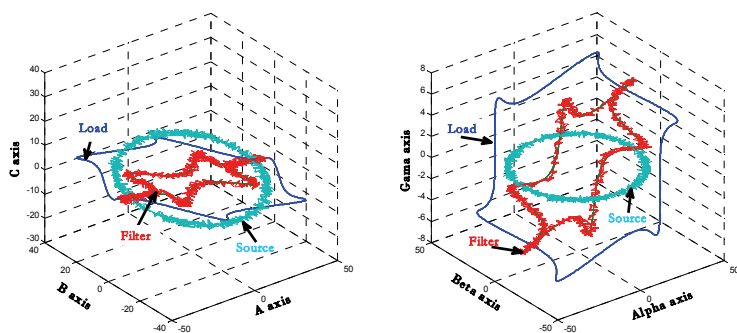 40
30
20
10
0
-10
-20
-30
C axis
20
0
-20
-40
B axis
-50
0
50
A axis
Load
Filter
Source
8
6
4
2
0
-2
-4
-6
-8
Gama axis
50
0
-50
Beta axis
-50
0
50
Alpha axis
Load
Filter
Source